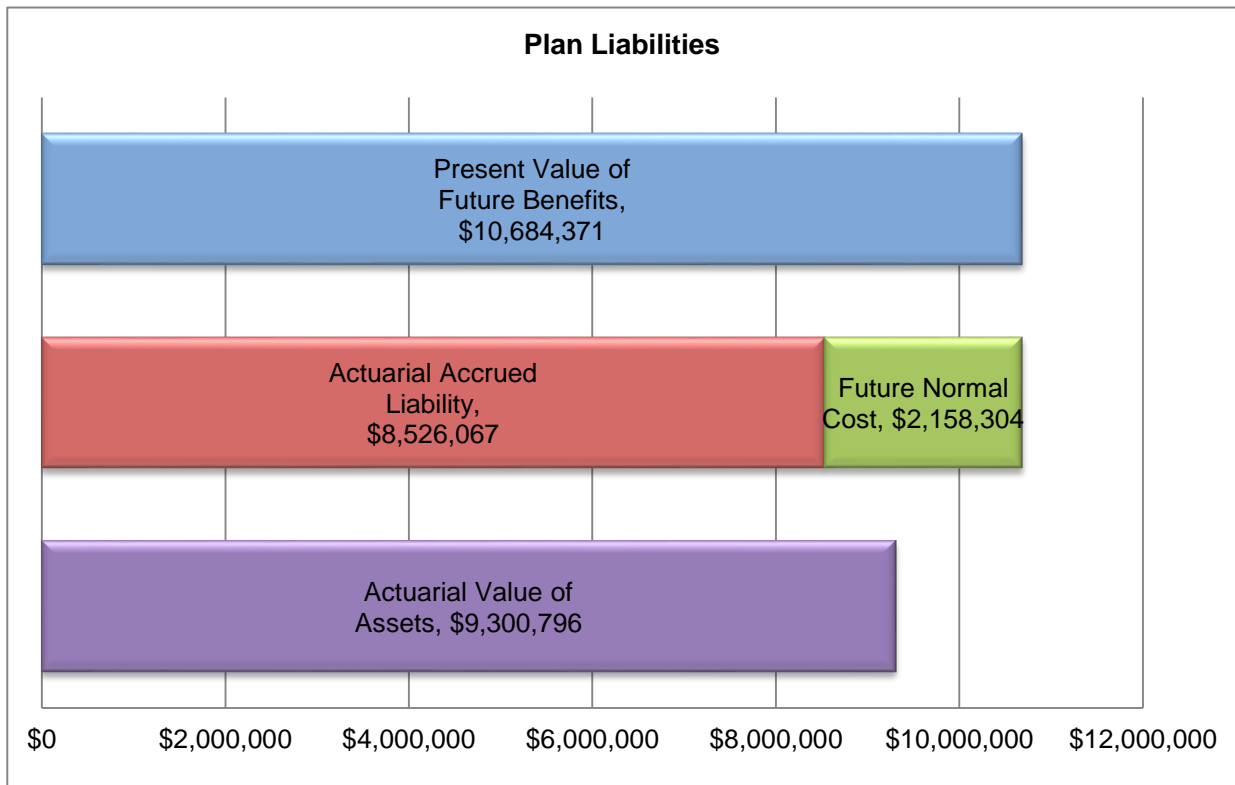 Plan Liabilities
Present Value of
Future Benefits,
$10,684,371
Actuarial Accrued
Liability,
$8,526,067
Future Normal
Cost, $2,158,304
Actuarial Value of
Assets, $9,300,796
$0 $2,000,000 $4,000,000 $6,000,000 $8,000,000 $10,000,000 $12,000,000